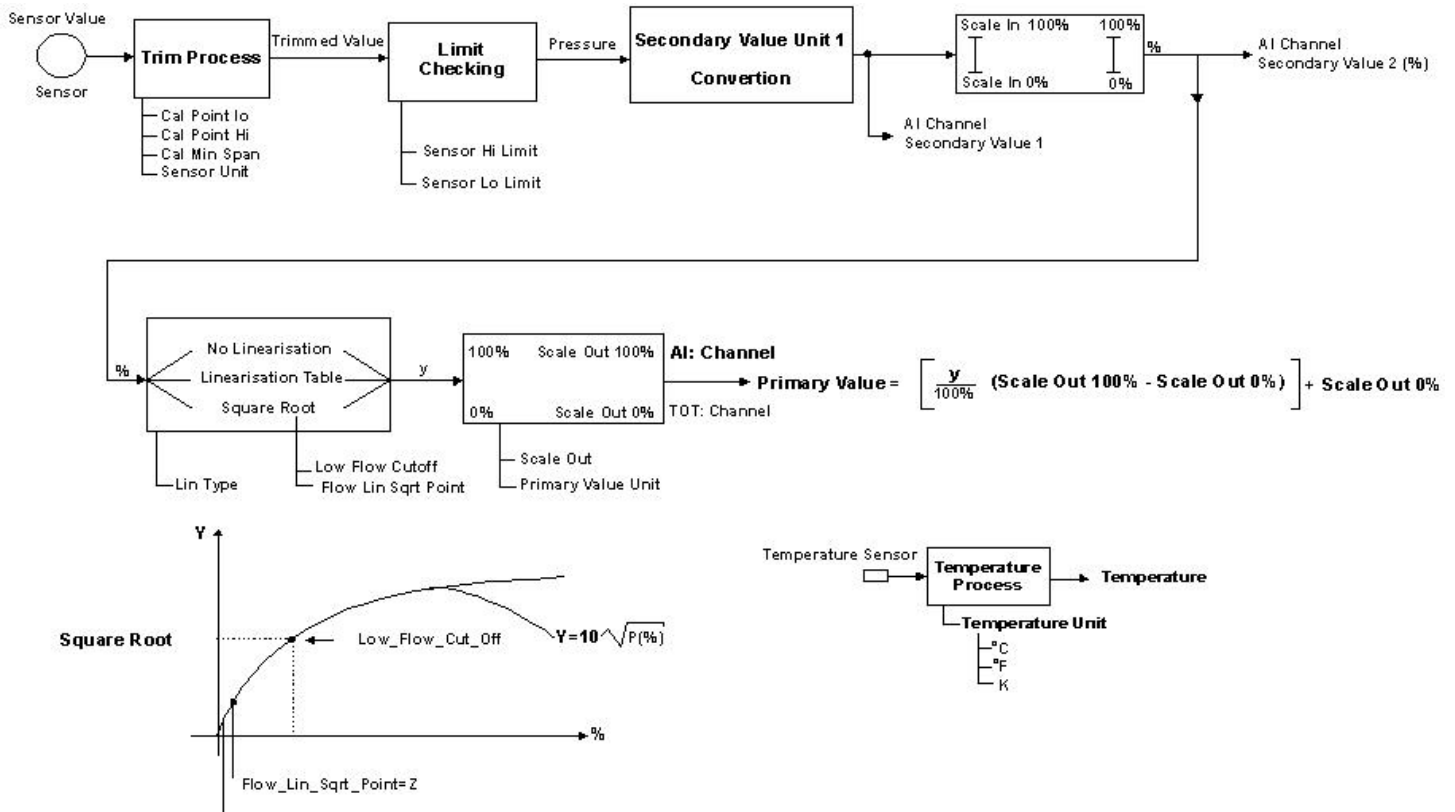 Sensor Value
Sensor
Trim Process
Cal Point lo
Cal Point Hi
Cal Min Span
Sensor Unit
Trimmed Value
Limit
Checking
Sensor Hi Limit
Sensor Lo Limit
Pressure
Secondary Value Unit 1
Convertion
AI Channel
Secondary Value 1
Scale In 100% 100%
Scale In 0% 0%
%
AI Channel
Secondary Value 2 (%)
%
No Linearisation
Linearisation Table
Square Root
Lin Type
Low Flow Cutoff
Flow Lin Sqrt Point
y
100% Scale Out 100%
0% Scale Out 0%
Scale Out
Primary Value Unit
AI: Channel
TOT: Channel
Primary Value = [ y/100% (Scale Out 100% - Scale Out 0%) ] + Scale Out 0%
Y
Square Root
Low_Flow_Cut_Off
Y=10√P(%)
%
Flow_Lin_Sqrt_Point=Z
Temperature Sensor
Temperature
Process
Temperature
Temperature Unit
°C
°F
K